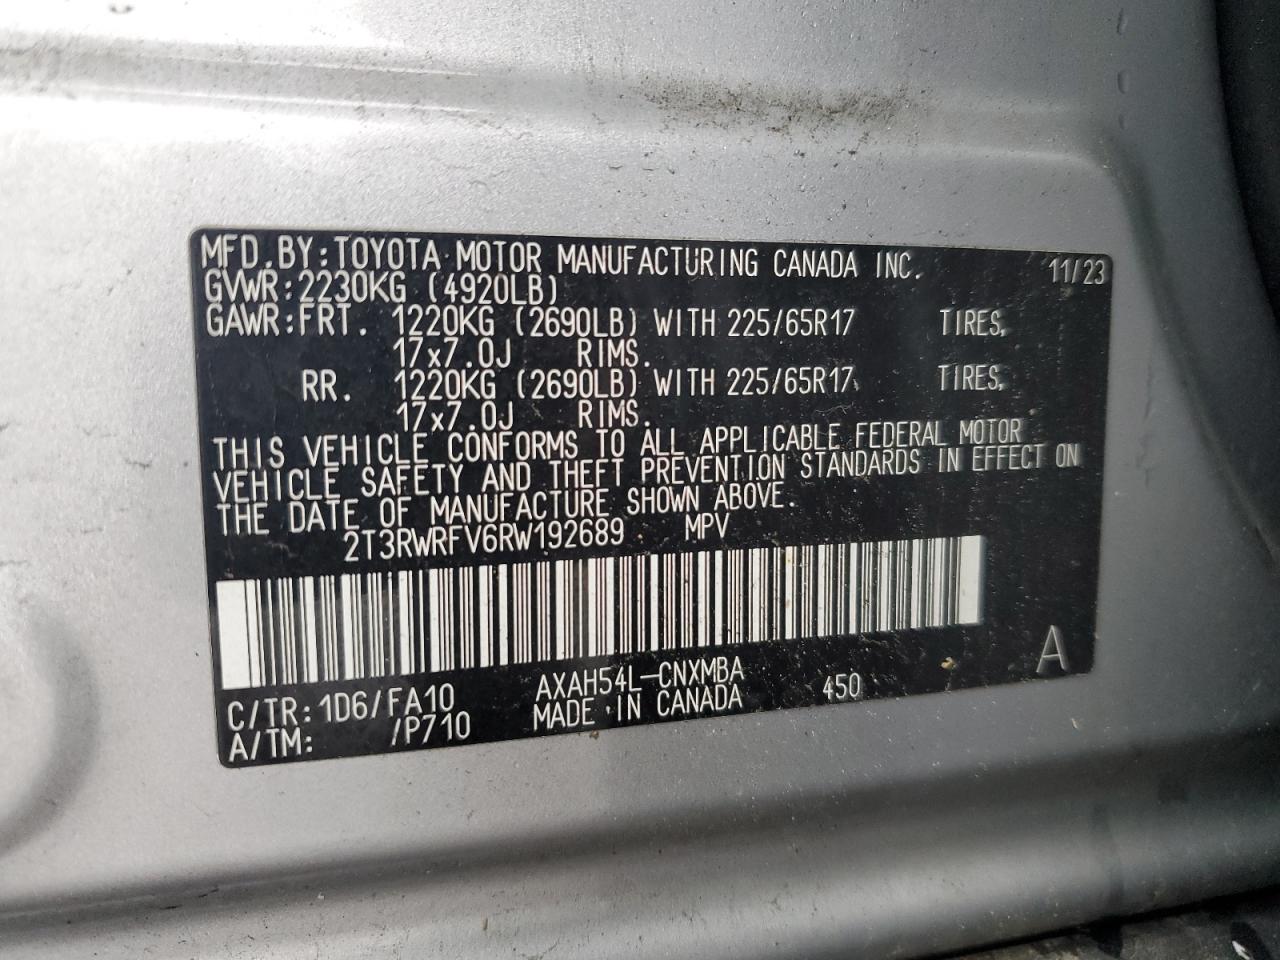 MFD.BY:TOYOTA MOTOR MANUFACTURING CANADA INC. 11/23
GVWR:2230KG (4920LB)
GAWR:FRT. 1220KG (2690LB) WITH 225/65R17 TIRES,
17x7.0J RIMS.
RR. 1220KG (2690LB) WITH 225/65R17 TIRES,
17x7.0J RIMS.
THIS VEHICLE CONFORMS TO ALL APPLICABLE FEDERAL MOTOR
VEHICLE SAFETY AND THEFT PREVENTION STANDARDS IN EFFECT ON
THE DATE OF MANUFACTURE SHOWN ABOVE.
2T3RWRFV6RW192689 MPV
A
C/TR:1D6/FA10 AXAH54L-CNXMBA 450
A/TM: /P710 MADE IN CANADA